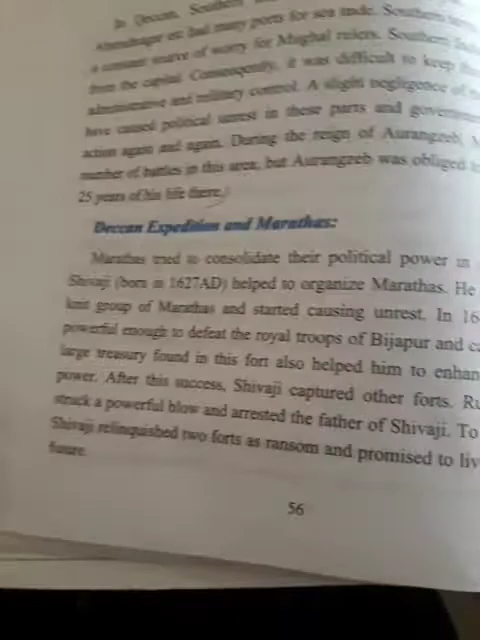 In Deccan, Southern
Ahmadnagar etc had many ports for sea trade. Southern
a constant source of worry for Mughal rulers. Southern
from the capital. Consequently, it was difficult to keep
administrative and military control. A slight negligence of
have caused political unrest in these parts and government
action again and again. During the reign of Aurangzeb,
number of battles in this area, but Aurangzeb was obliged
25 years of his life there.
Deccan Expedition and Marathas:
Marathas tried to consolidate their political power in
Shivaji (born in 1627AD) helped to organize Marathas. He
knit group of Marathas and started causing unrest. In 16
powerful enough to defeat the royal troops of Bijapur and
large treasury found in this fort also helped him to
power. After this success, Shivaji captured other forts.
struck a powerful blow and arrested the father of Shivaji. To
Shivaji relinquished two forts as ransom and promised to
future.
56